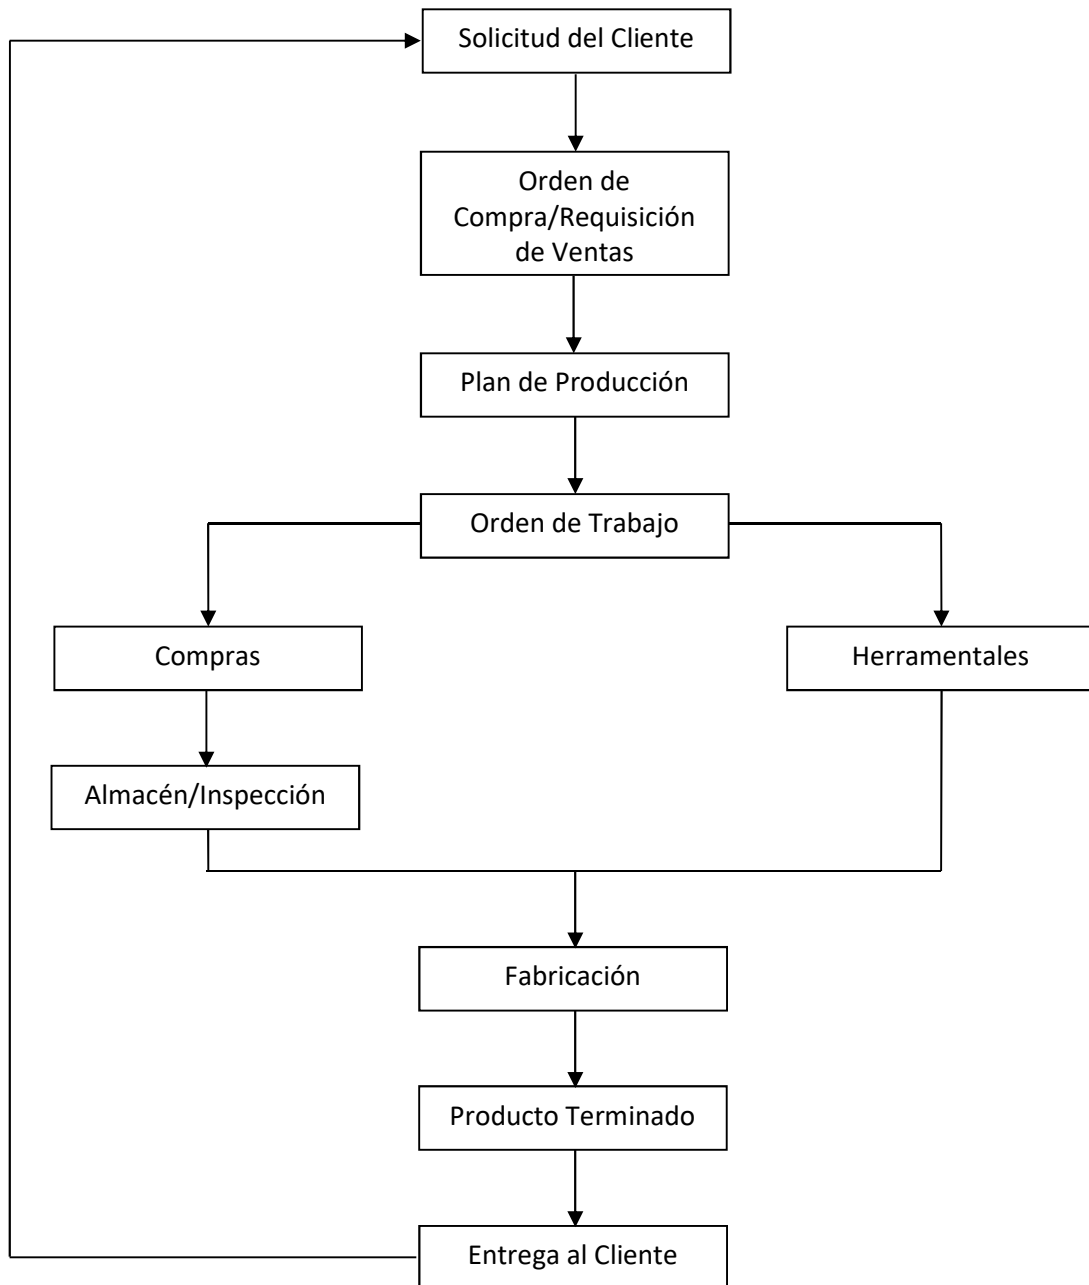 Solicitud del Cliente
Orden de
Compra/Requisición
de Ventas
Plan de Producción
Orden de Trabajo
Compras
Herramentales
Almacén/Inspección
Fabricación
Producto Terminado
Entrega al Cliente